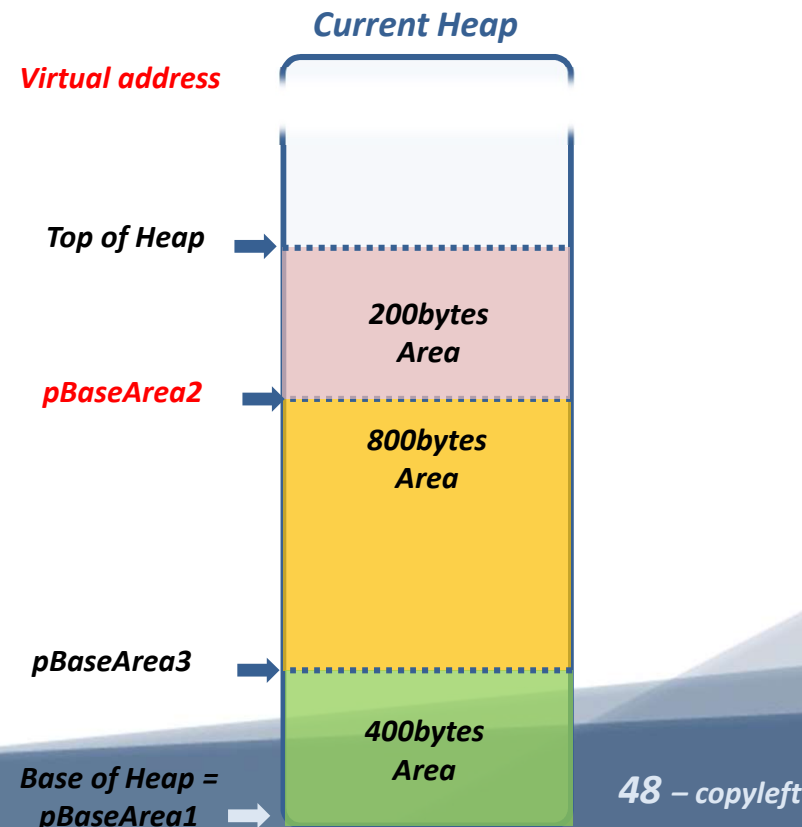 Current Heap
Virtual address
Top of Heap
200bytes
Area
pBaseArea2
800bytes
Area
pBaseArea3
400bytes
Area
Base of Heap =
pBaseArea1
48 – copyleft